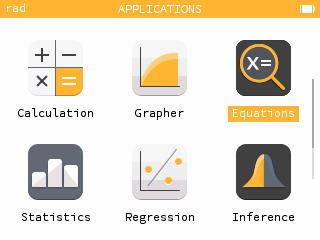 rad APPLICATIONS
X=
Calculation Grapher Equations
Statistics Regression Inference